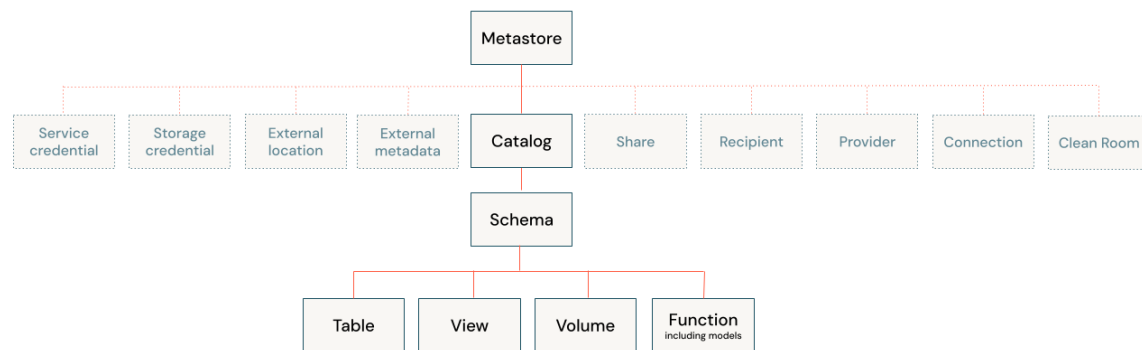 Metastore
Service
credential
Storage
credential
External
location
External
metadata
Catalog
Share
Recipient
Provider
Connection
Clean Room
Schema
Table
View
Volume
Function
including models